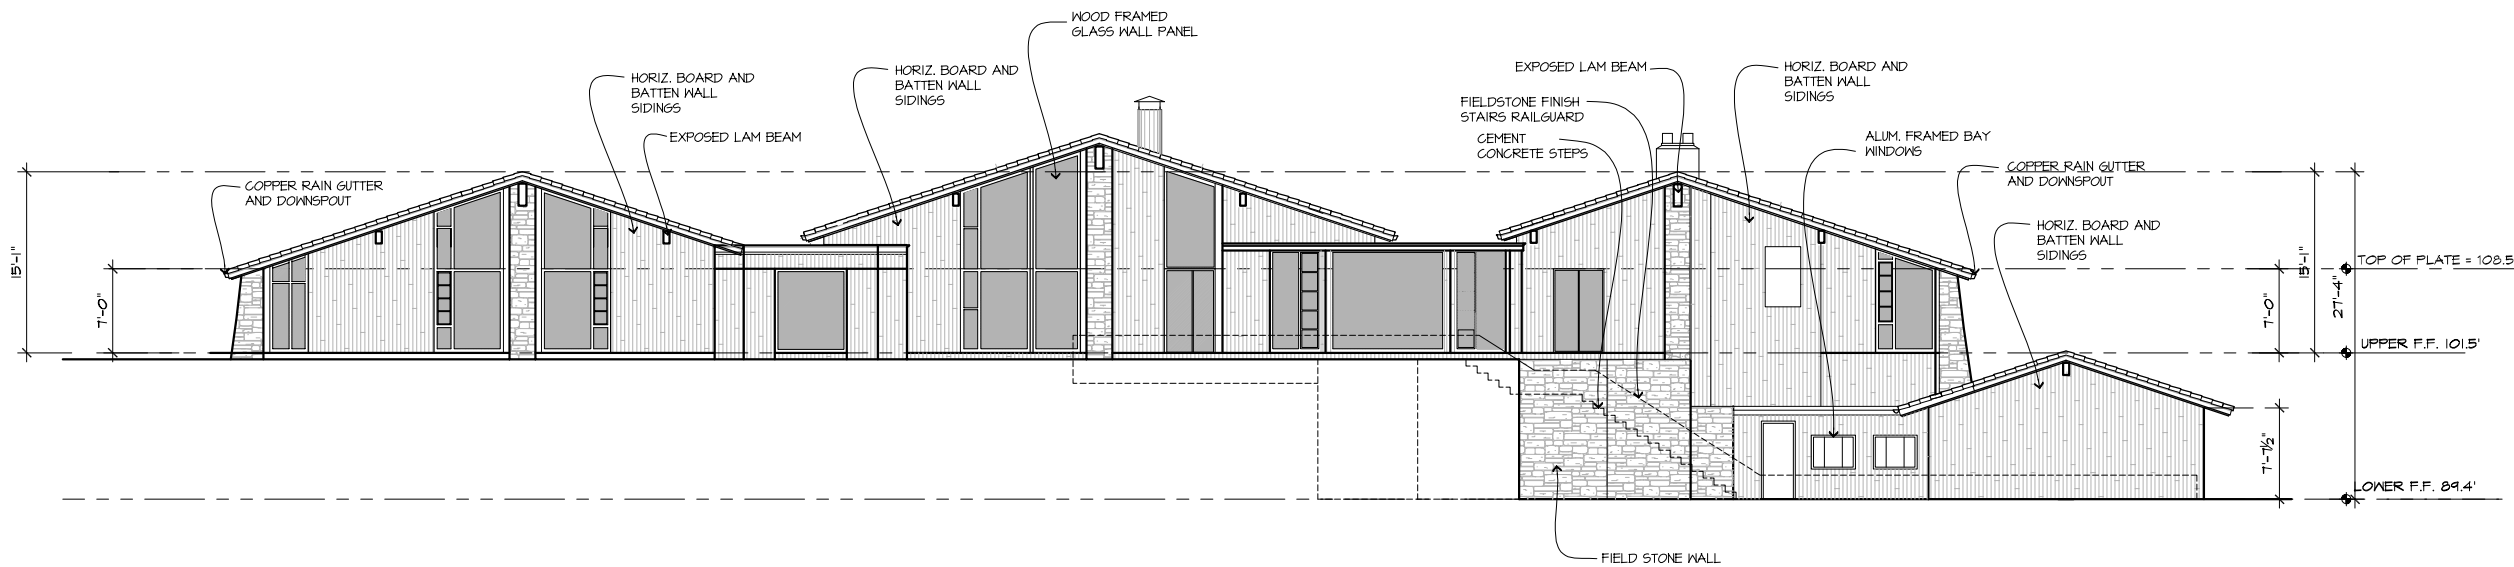 WOOD FRAMED
GLASS WALL PANEL
HORIZ. BOARD AND
BATTEN WALL
SIDINGS
HORIZ. BOARD AND
BATTEN WALL
SIDINGS
EXPOSED LAM BEAM
HORIZ. BOARD AND
BATTEN WALL
SIDINGS
FIELDSTONE FINISH
STAIRS RAILGUARD
CEMENT
CONCRETE STEPS
EXPOSED LAM BEAM
ALUM. FRAMED BAY
WINDOWS
COPPER RAIN GUTTER
AND DOWNSPOUT
COPPER RAIN GUTTER
AND DOWNSPOUT
HORIZ. BOARD AND
BATTEN WALL
SIDINGS
15'-1"
7'-0"
15'-1"
7'-0"
27'-4"
7'-7½"
TOP OF PLATE = 108.5
UPPER F.F. 101.5'
LOWER F.F. 89.4'
FIELD STONE WALL